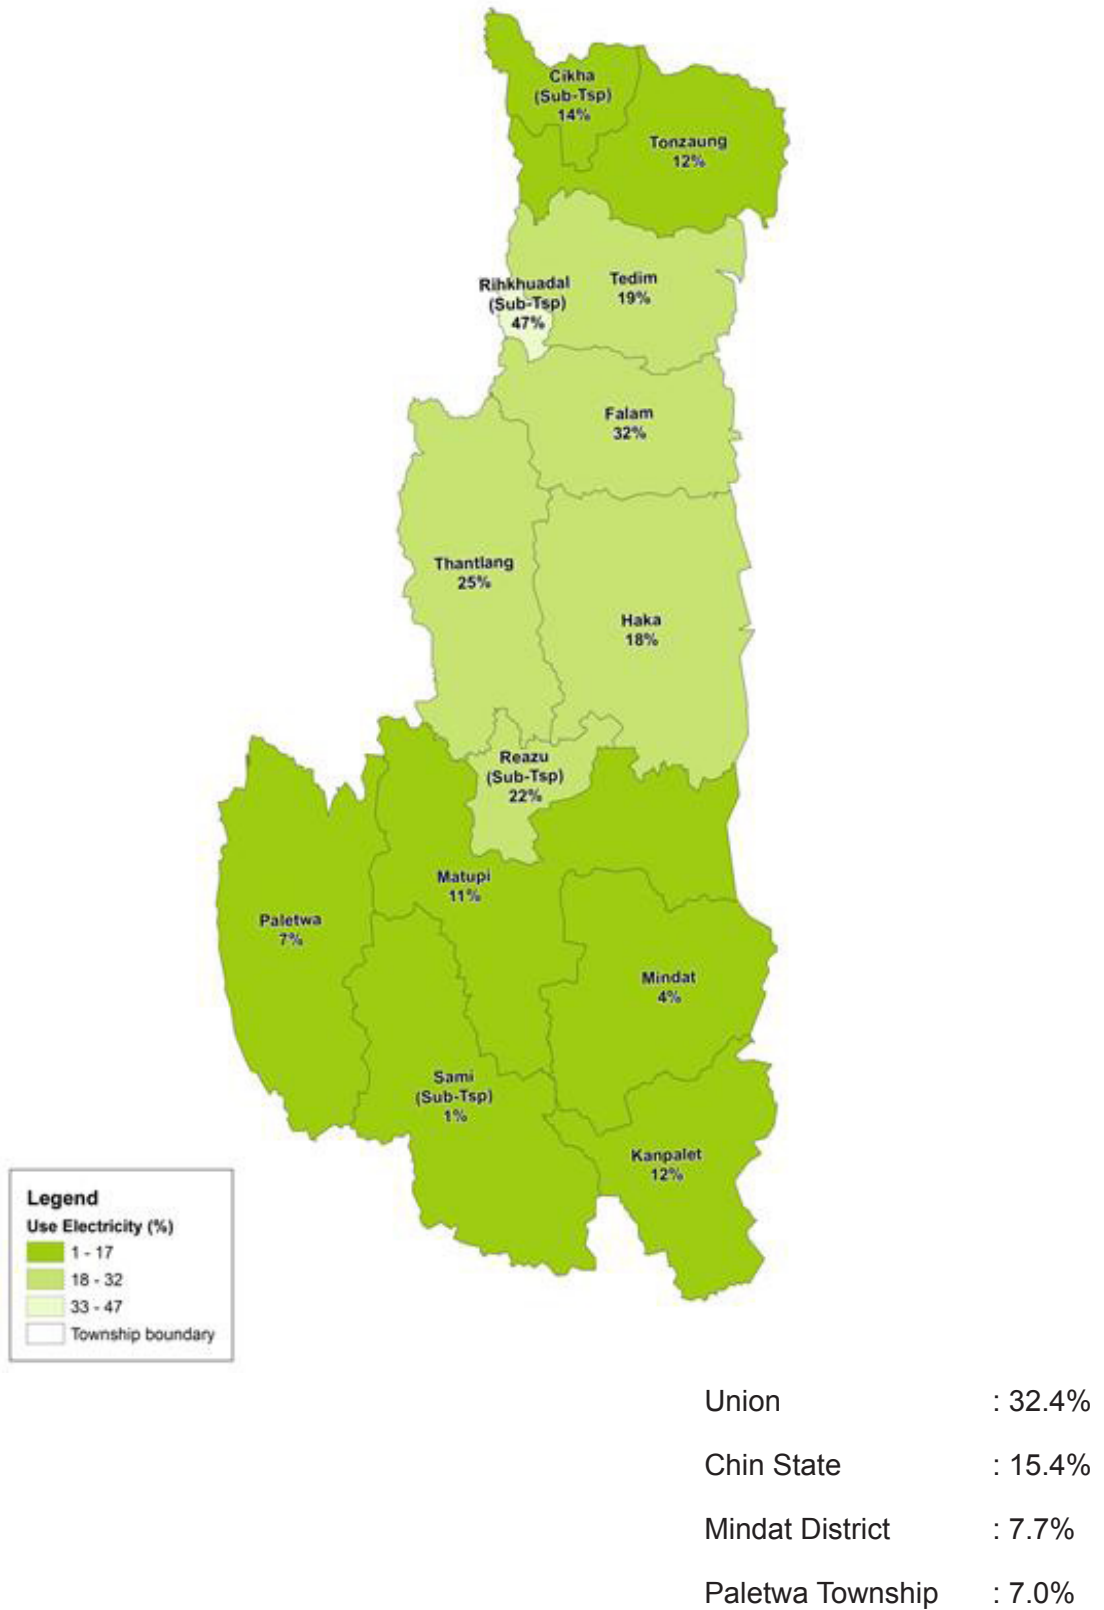 Cikha
(Sub-Tsp)
14%
Tonzaung
12%
Rihkhuadal
(Sub-Tsp)
47%
Tedim
19%
Falam
32%
Thantlang
25%
Haka
18%
Reazu
(Sub-Tsp)
22%
Matupi
11%
Paletwa
7%
Mindat
4%
Sami
(Sub-Tsp)
1%
Kanpalet
12%
Legend
Use Electricity (%)
1 - 17
18 - 32
33 - 47
Township boundary
Union : 32.4%
Chin State : 15.4%
Mindat District : 7.7%
Paletwa Township : 7.0%